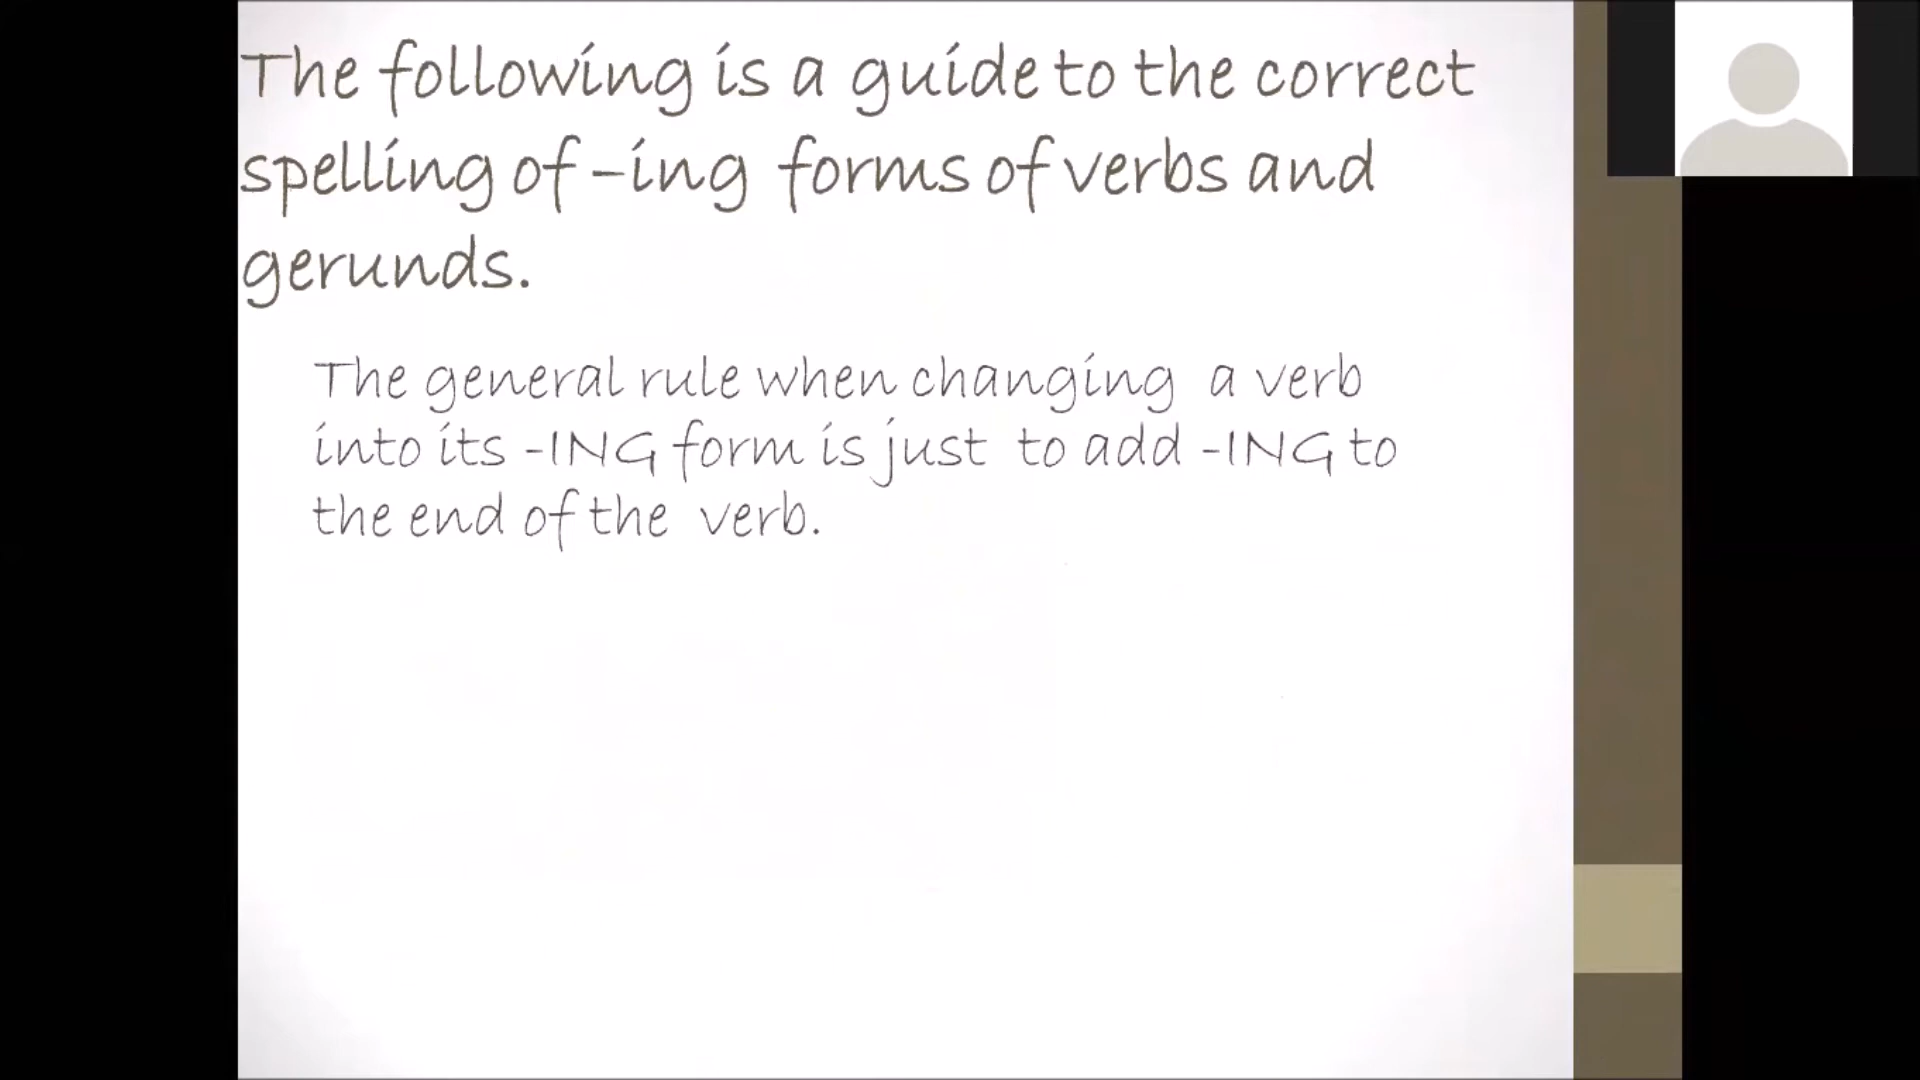 The following is a guide to the correct
spelling of –ing forms of verbs and
gerunds.
The general rule when changing a verb
into its -ING form is just to add -ING to
the end of the verb.